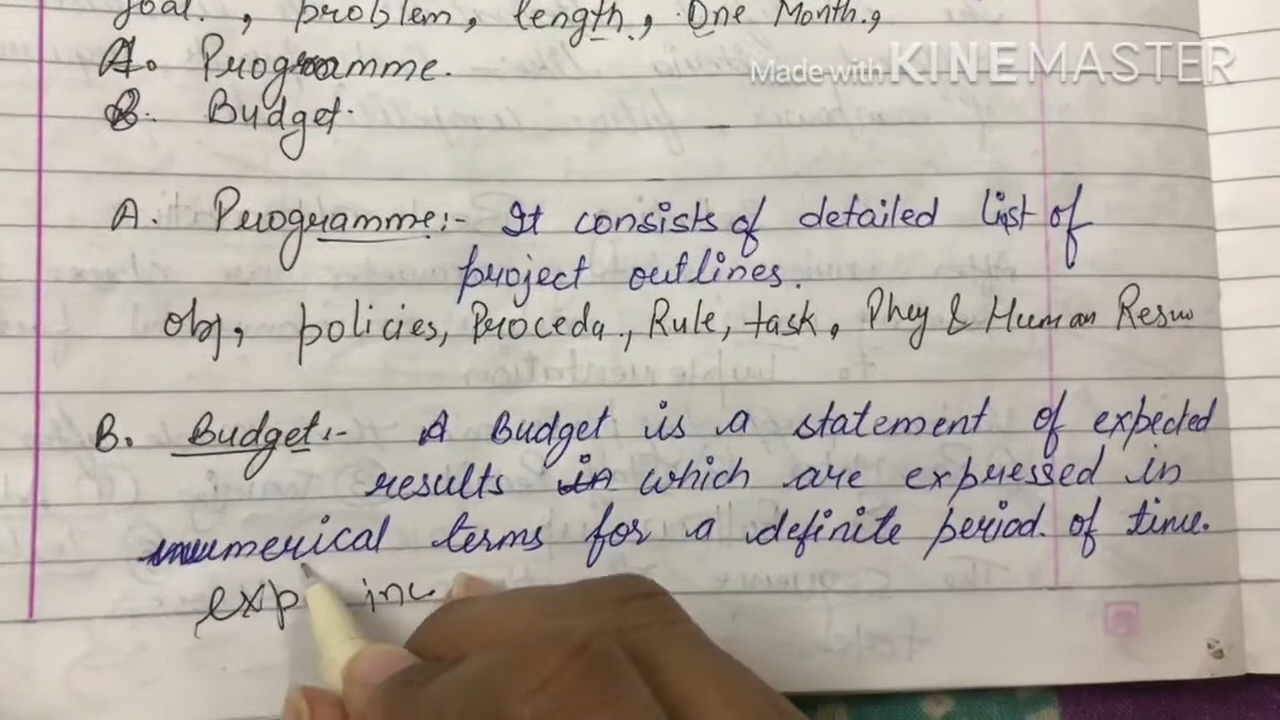 goal. , problem, length, One Month,
Made with KINEMASTER
A. Programme.
B. Budget.
A. Programme:- It consists of detailed list of
project outlines.
obj, policies, Proceda., Rule, task, Phy & Human Resu
B. Budget:- A Budget is a statement of expected
results in which are expressed in
numerical terms for a definite period. of time.
exp inc